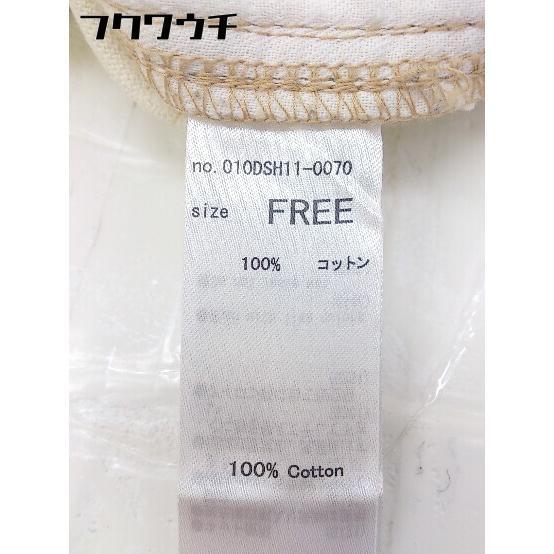 フクワウチ
no. 010DSH11-0070
size FREE
100% コットン
100% Cotton